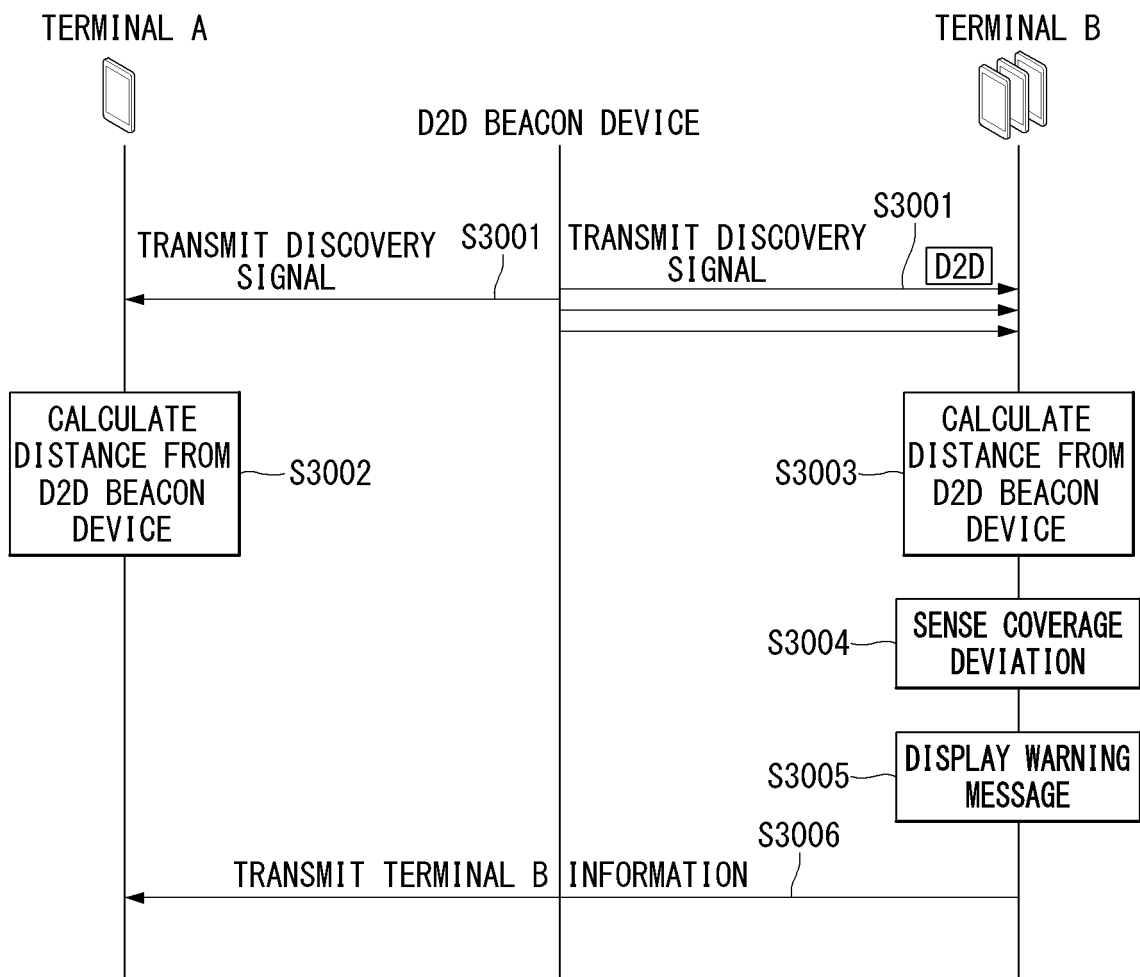 TERMINAL A
TERMINAL B
D2D BEACON DEVICE
S3001
TRANSMIT DISCOVERY
SIGNAL
S3001
TRANSMIT DISCOVERY
SIGNAL
D2D
CALCULATE
DISTANCE FROM
D2D BEACON
DEVICE
S3002
S3003
CALCULATE
DISTANCE FROM
D2D BEACON
DEVICE
S3004
SENSE COVERAGE
DEVIATION
S3005
DISPLAY WARNING
MESSAGE
S3006
TRANSMIT TERMINAL B INFORMATION